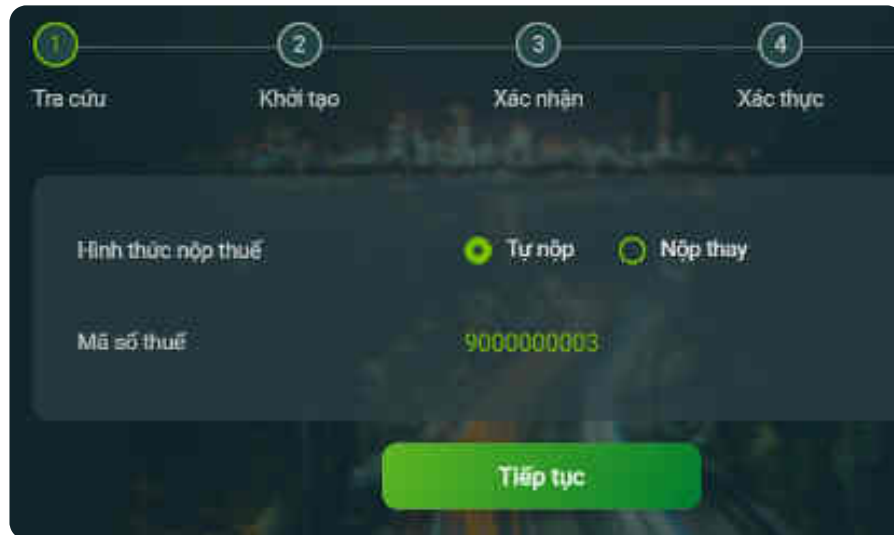 1 2 3 4
Tra cứu Khởi tạo Xác nhận Xác thực
Hình thức nộp thuế Tự nộp Nộp thay
Mã số thuế 9000000003
Tiếp tục